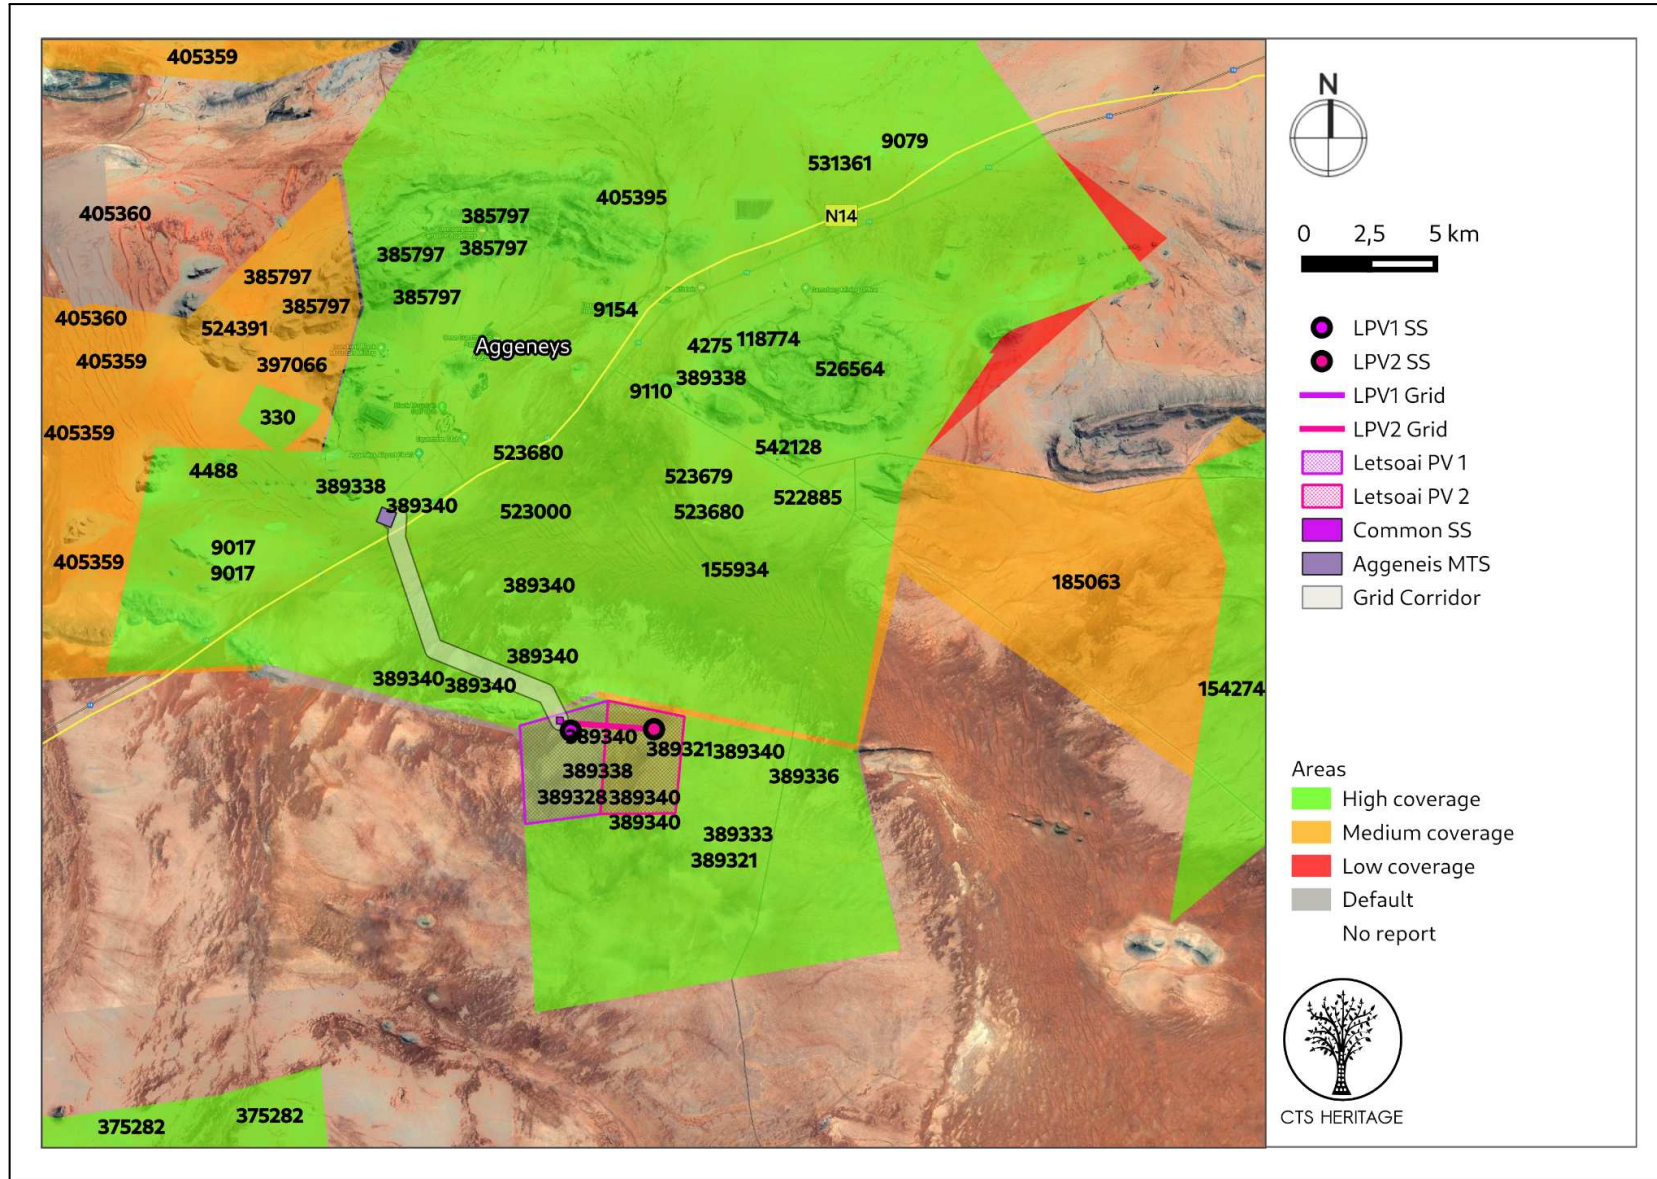 405359
9079
531361
405395
405360
385797
N14
385797
385797
385797
385797
385797
9154
405360
524391
4275
118774
Aggeneys
405359
397066
526564
389338
9110
330
405359
542128
523680
4488
523679
389338
522885
389340
523000
523680
9017
405359
155934
9017
185063
389340
389340
389340
389340
154274
389340
389321
389340
389338
389336
389328
389340
389340
389333
389321
375282
375282
N
0 2,5 5 km
LPV1 SS
LPV2 SS
LPV1 Grid
LPV2 Grid
Letsoai PV 1
Letsoai PV 2
Common SS
Aggeneis MTS
Grid Corridor
Areas
High coverage
Medium coverage
Low coverage
Default
No report
CTS HERITAGE